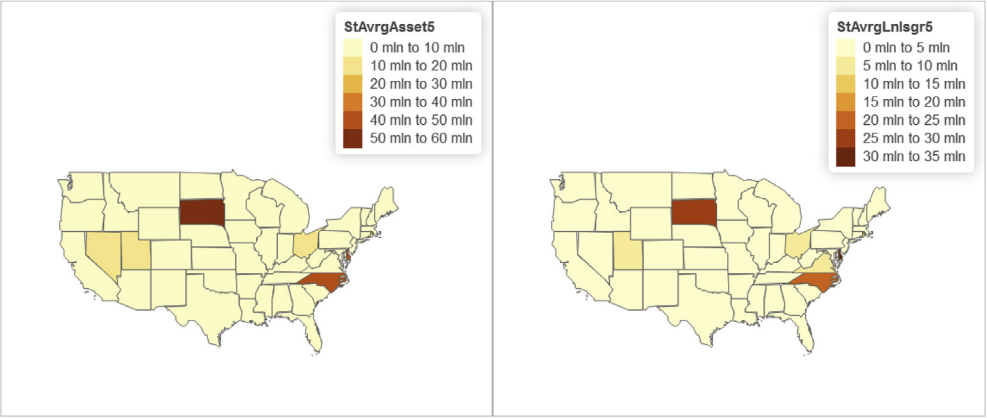 StAvrgAsset5
0 mln to 10 mln
10 mln to 20 mln
20 mln to 30 mln
30 mln to 40 mln
40 mln to 50 mln
50 mln to 60 mln
StAvrgLnlsgr5
0 mln to 5 mln
5 mln to 10 mln
10 mln to 15 mln
15 mln to 20 mln
20 mln to 25 mln
25 mln to 30 mln
30 mln to 35 mln